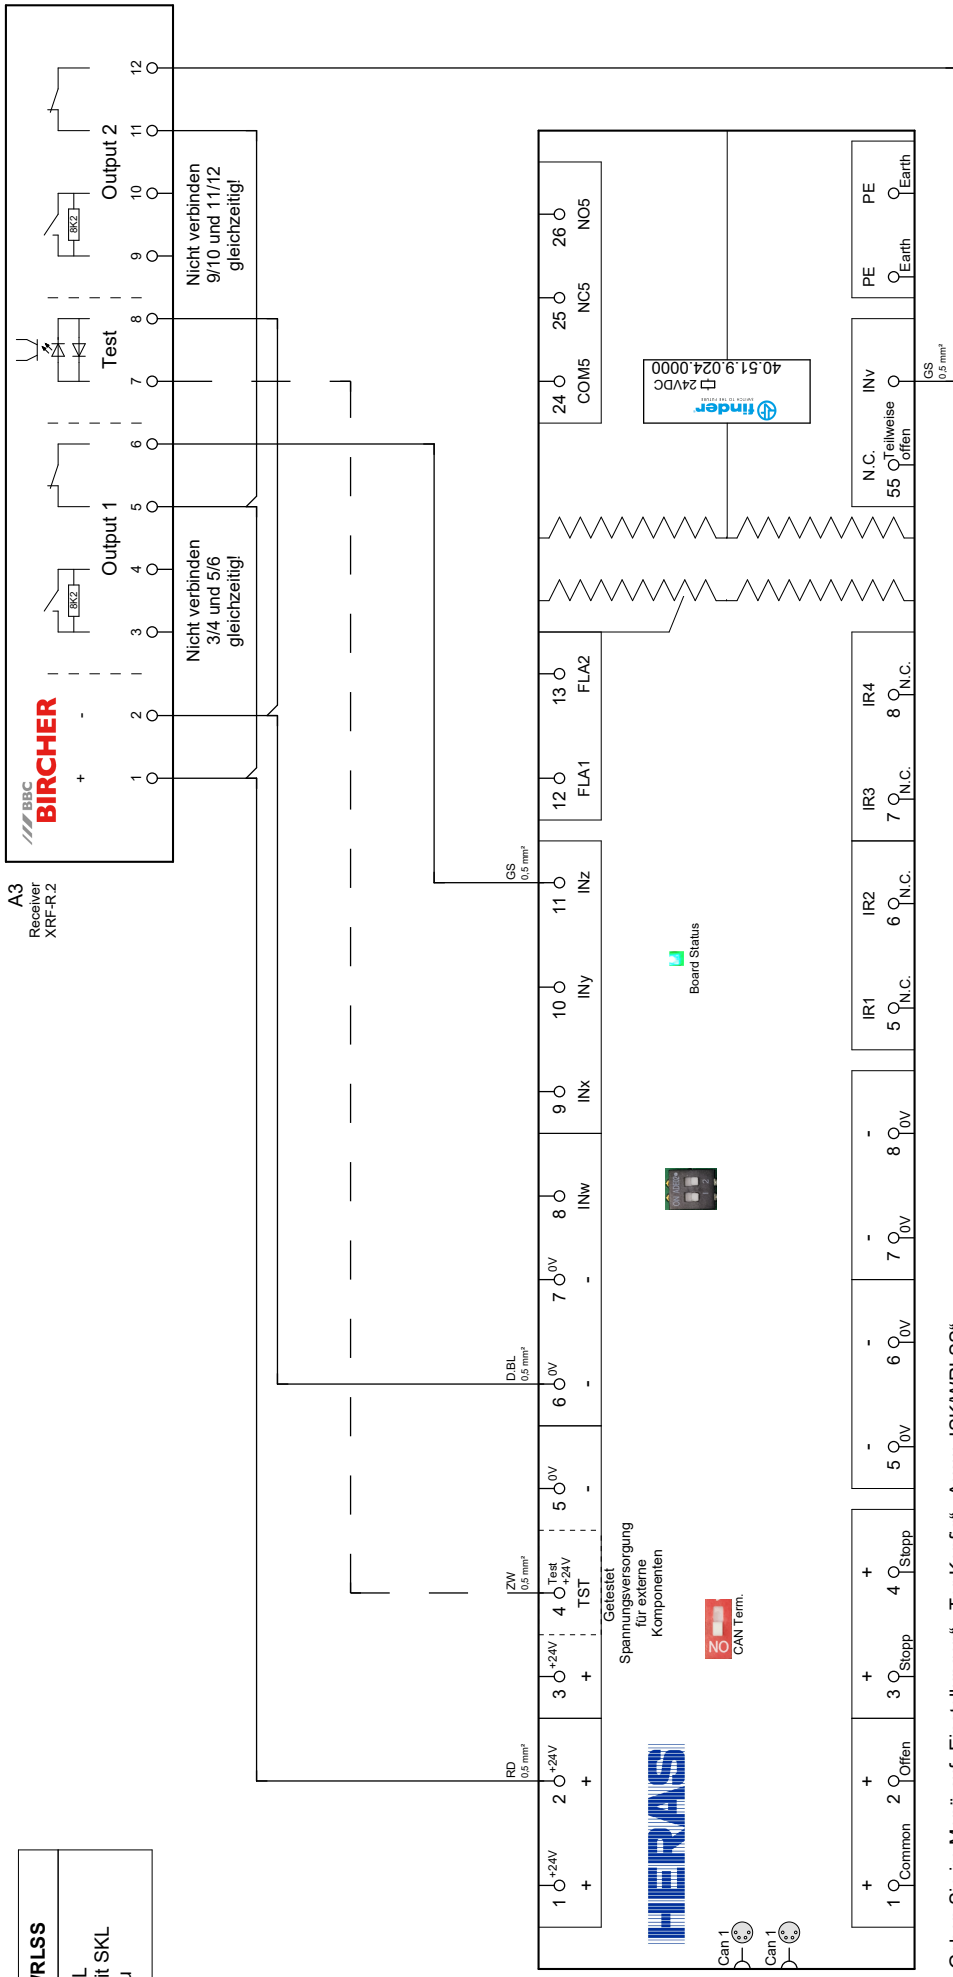 A3
Receiver
XRF-R.2
BBC
BIRCHER
+
-
1
2
3
4
5
6
7
8
9
10
11
12
8K2
Output 1
Test
8K2
Output 2
Nicht verbinden
3/4 und 5/6
gleichzeitig!
Nicht verbinden
9/10 und 11/12
gleichzeitig!
RLSS
it SKL
RD
0,5 mm²
ZW
0,5 mm²
D.BL
0,5 mm²
GS
0,5 mm²
1 +24V
+
2 +24V
+
3 +24V
+
4 Test
+24V
TST
5 0V
-
6 0V
-
7 0V
-
8
INw
9
INx
10
INy
11
INz
12
FLA1
13
FLA2
24
COM5
25
NC5
26
NO5
Getestet
Spannungsversorgung
für externe
Komponenten
HERAS
NO
CAN Term.
Can 1
Can 1
1 2
Board Status
finder
SWITCH TO THE FUTURE
24VDC
40.51.9.024.0000
+
1 Common
+
2 Offen
+
3 Stopp
+
4 Stopp
-
5 0V
-
6 0V
-
7 0V
-
8 0V
IR1
5 N.C.
IR2
6 N.C.
IR3
7 N.C.
IR4
8 N.C.
N.C.
55 Teilweise
offen
INv
PE
Earth
PE
Earth
GS
0,5 mm²